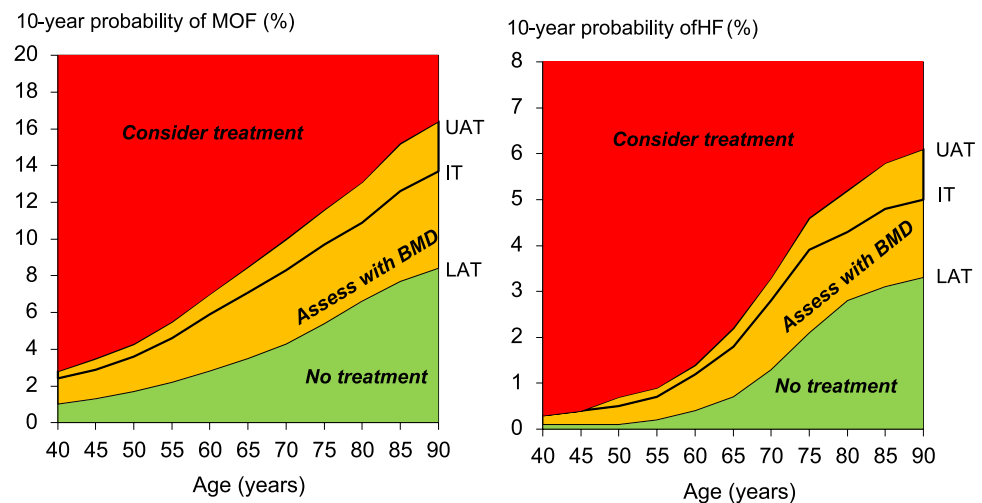 10-year probability of MOF (%)
20
18
16
14
12
10
8
6
4
2
0
Consider treatment
Assess with BMD
No treatment
UAT
IT
LAT
40 45 50 55 60 65 70 75 80 85 90
Age (years)
10-year probability ofHF (%)
8
7
6
5
4
3
2
1
0
Consider treatment
Assess with BMD
No treatment
UAT
IT
LAT
40 45 50 55 60 65 70 75 80 85 90
Age (years)